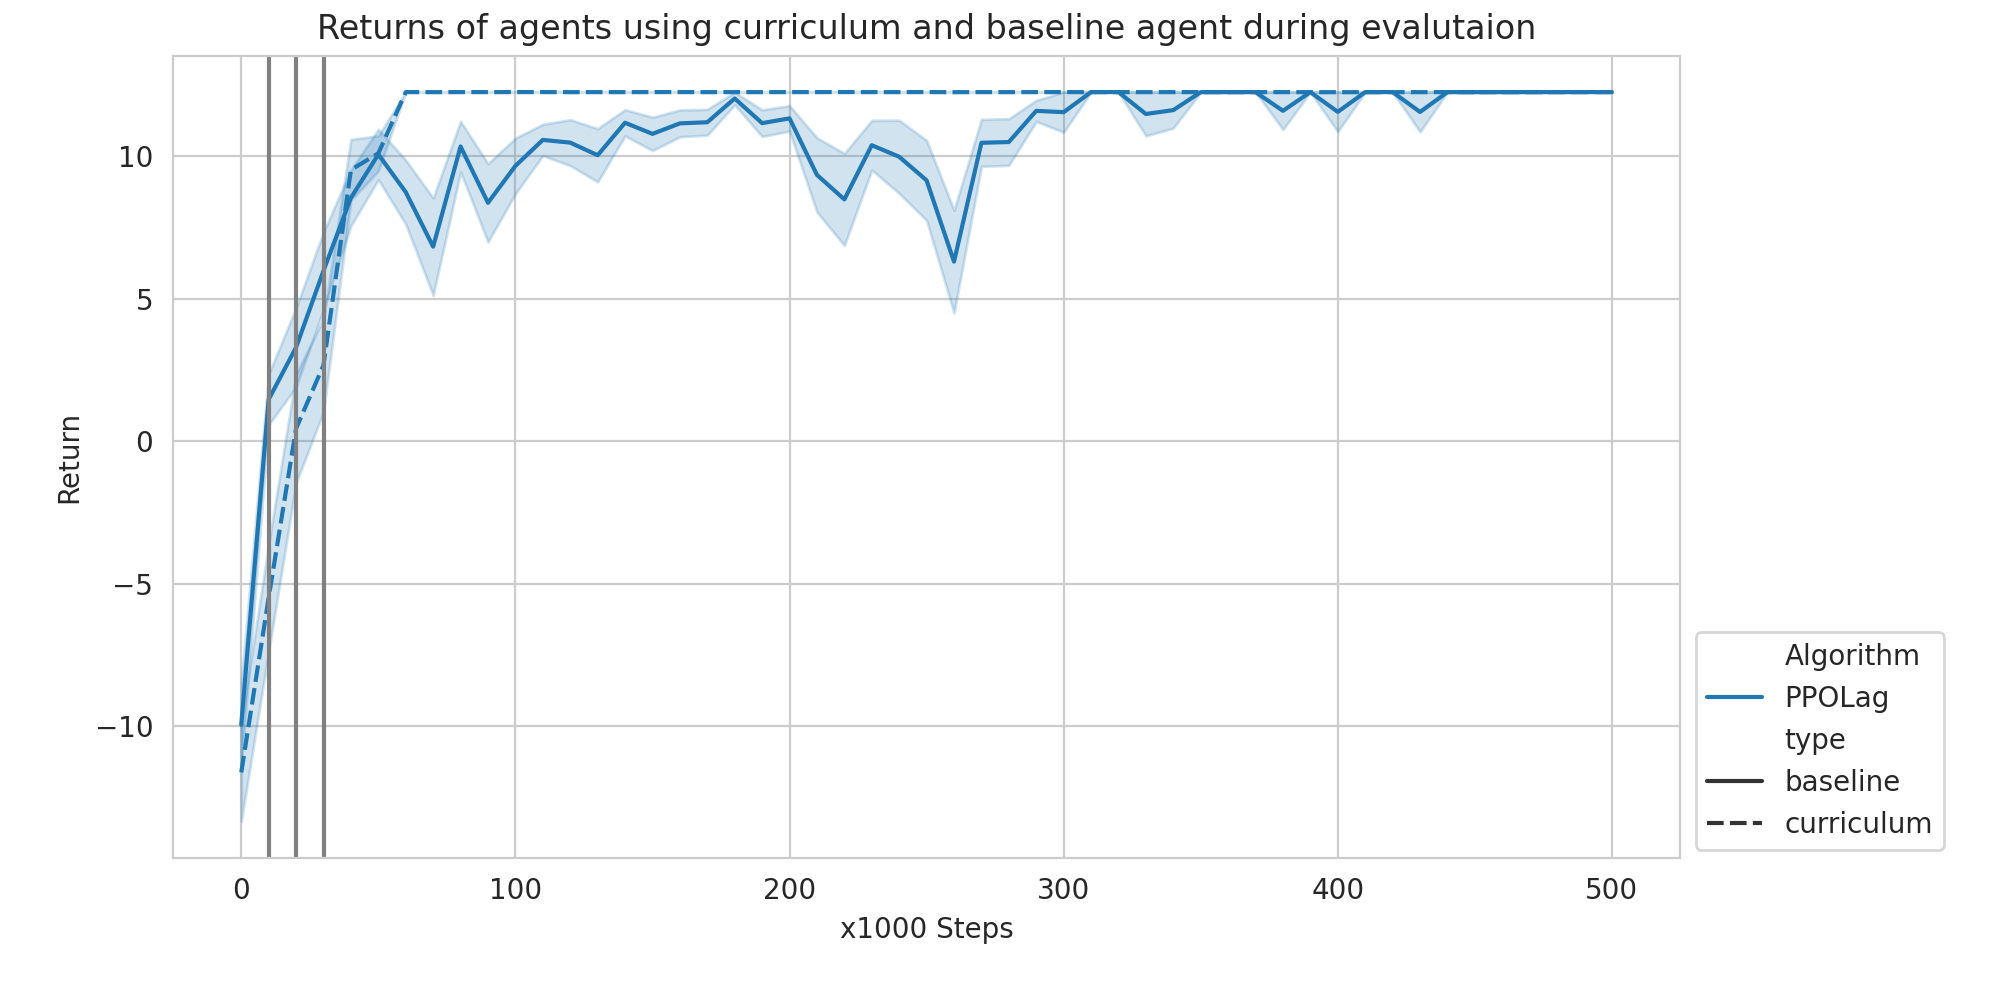 Returns of agents using curriculum and baseline agent during evalutaion
10
5
0
−5
−10
Return
0 100 200 300 400 500
x1000 Steps
Algorithm
PPOLag
type
baseline
curriculum